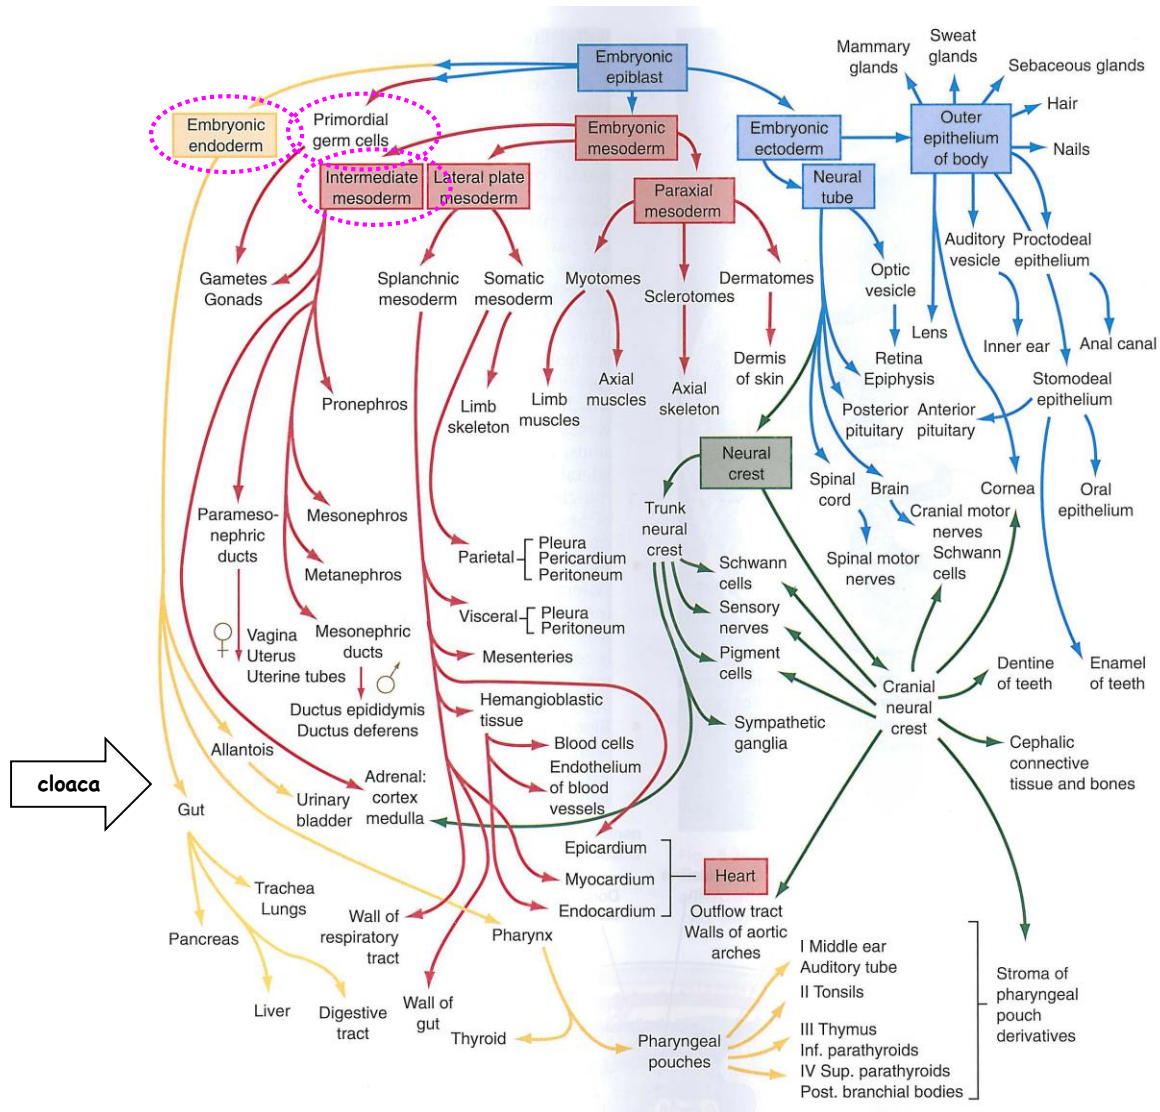 Embryonic
epiblast
Mammary
glands
Sweat
glands
Sebaceous glands
Hair
Nails
Embryonic
endoderm
Primordial
germ cells
Embryonic
mesoderm
Embryonic
ectoderm
Outer
epithelium
of body
Intermediate
mesoderm
Lateral plate
mesoderm
Paraxial
mesoderm
Neural
tube
Gametes
Gonads
Splanchnic
mesoderm
Somatic
mesoderm
Myotomes
Sclerotomes
Dermatomes
Optic
vesicle
Auditory
vesicle
Proctodeal
epithelium
Lens
Inner ear
Anal canal
Pronephros
Limb
skeleton
Limb
muscles
Axial
muscles
Axial
skeleton
Dermis
of skin
Retina
Epiphysis
Posterior
pituitary
Anterior
pituitary
Stomodeal
epithelium
Neural
crest
Spinal
cord
Brain
Cornea
Oral
epithelium
Parameso-
nephric
ducts
Mesonephros
Metanephros
Trunk
neural
crest
Cranial motor
nerves
Schwann
cells
Spinal motor
nerves
Parietal
Pleura
Pericardium
Peritoneum
Schwann
cells
Sensory
nerves
Pigment
cells
Visceral
Pleura
Peritoneum
Mesenteries
♀
Vagina
Uterus
Uterine tubes
Mesonephric
ducts
♂
Ductus epididymis
Ductus deferens
Hemangioblastic
tissue
Sympathetic
ganglia
Cranial
neural
crest
Dentine
of teeth
Enamel
of teeth
Cephalic
connective
tissue and bones
cloaca
Allantois
Gut
Urinary
bladder
Adrenal:
cortex
medulla
Blood cells
Endothelium
of blood
vessels
Epicardium
Myocardium
Endocardium
Heart
Outflow tract
Walls of aortic
arches
Trachea
Lungs
Pancreas
Liver
Digestive
tract
Wall of
respiratory
tract
Wall of
gut
Pharynx
Thyroid
Pharyngeal
pouches
I Middle ear
Auditory tube
II Tonsils
III Thymus
Inf. parathyroids
IV Sup. parathyroids
Post. branchial bodies
Stroma of
pharyngeal
pouch
derivatives